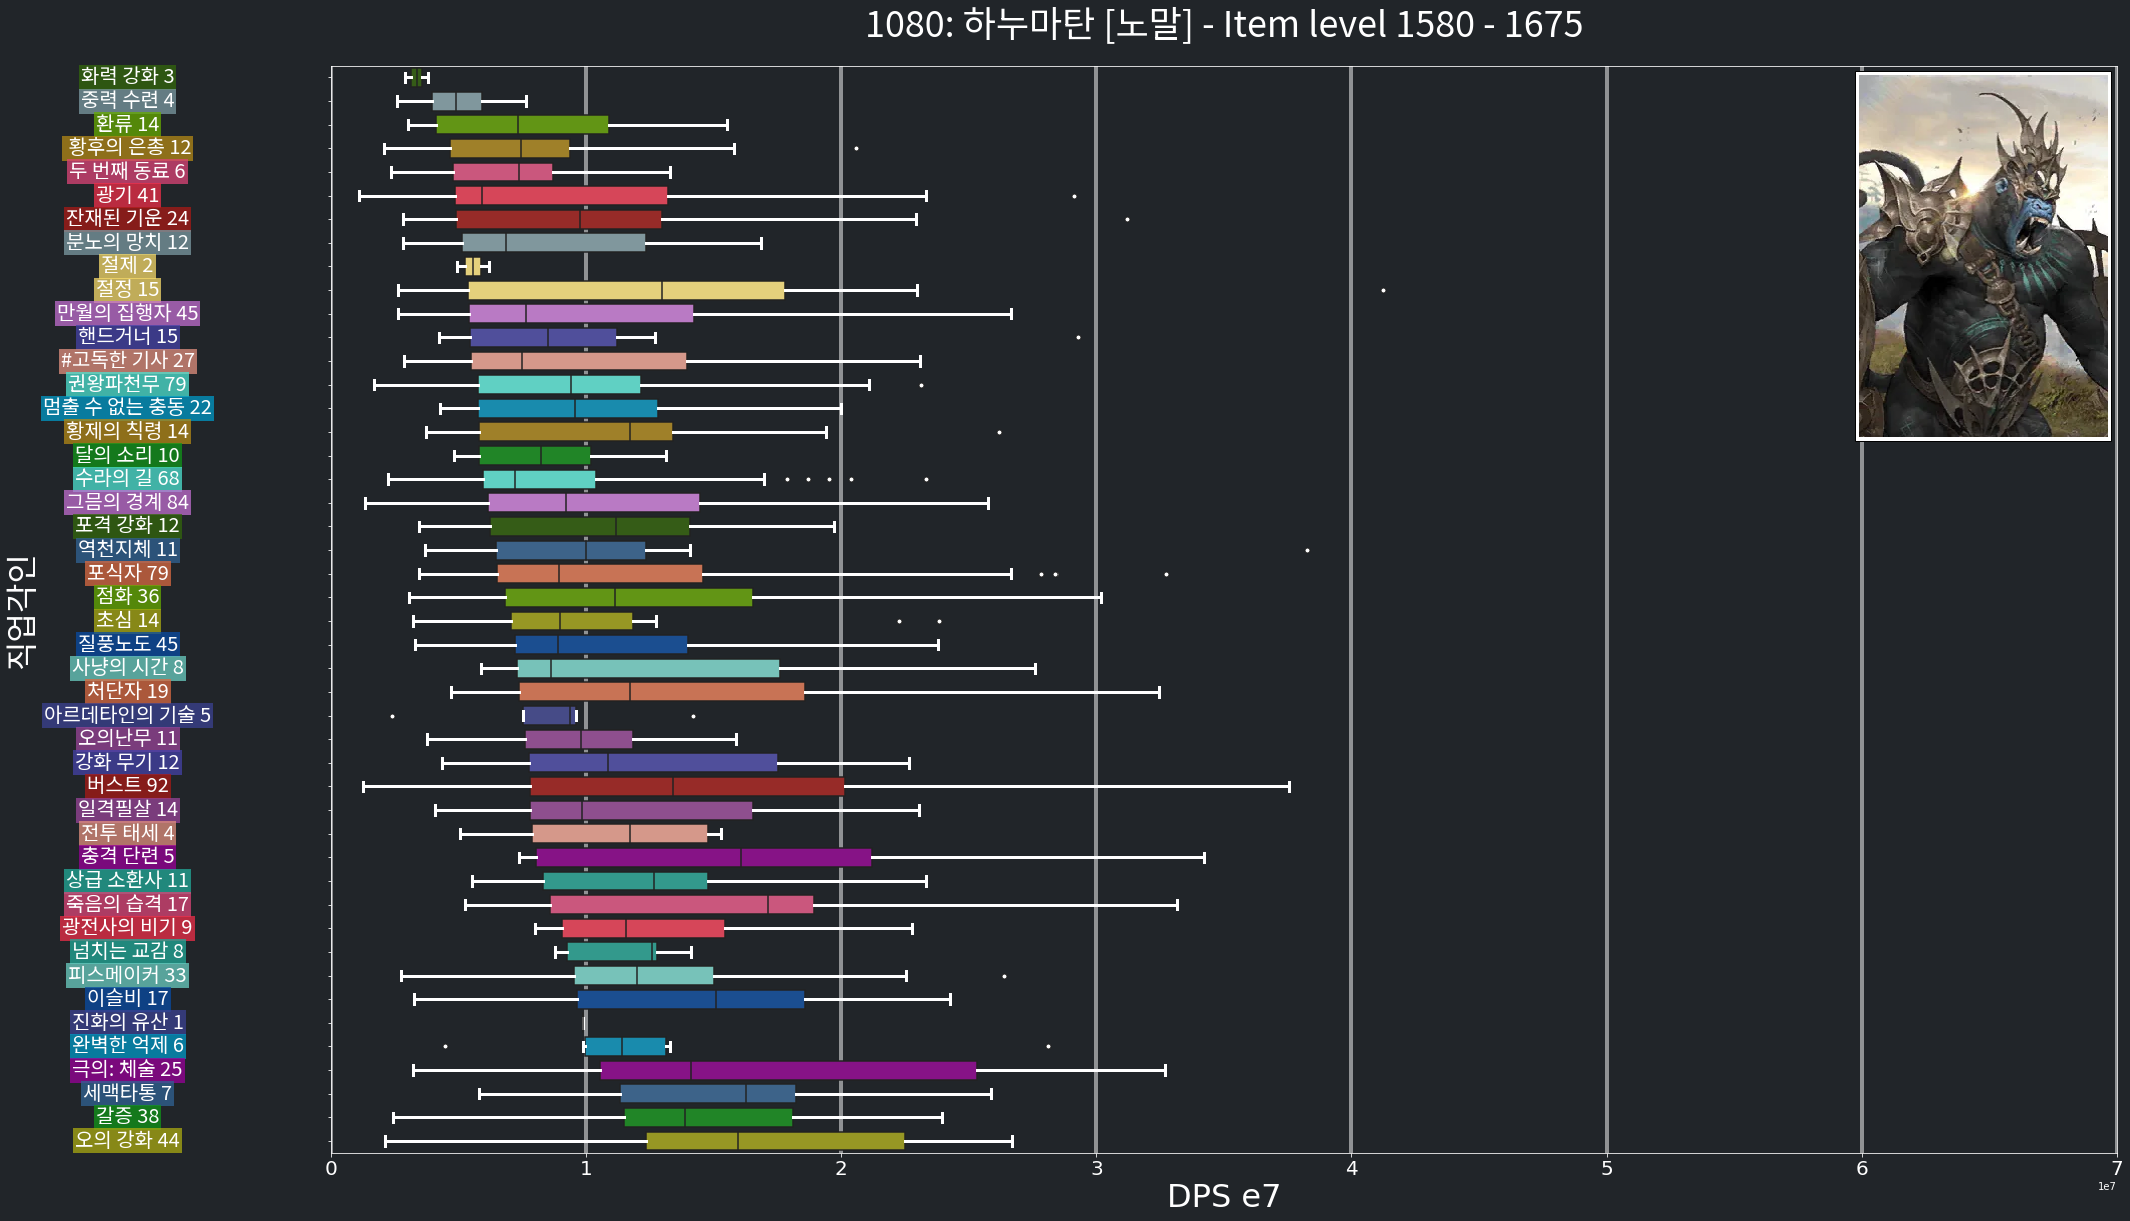 1080: 하누마탄 [노말] - Item level 1580 - 1675
화력 강화 3
중력 수련 4
환류 14
황후의 은총 12
두 번째 동료 6
광기 41
잔재된 기운 24
분노의 망치 12
절제 2
절정 15
만월의 집행자 45
핸드거너 15
#고독한 기사 27
권왕파천무 79
멈출 수 없는 충동 22
황제의 칙령 14
달의 소리 10
수라의 길 68
그믐의 경계 84
포격 강화 12
역천지체 11
포식자 79
점화 36
초심 14
질풍노도 45
사냥의 시간 8
처단자 19
아르데타인의 기술 5
오의난무 11
강화 무기 12
버스트 92
일격필살 14
전투 태세 4
충격 단련 5
상급 소환사 11
죽음의 습격 17
광전사의 비기 9
넘치는 교감 8
피스메이커 33
이슬비 17
진화의 유산 1
완벽한 억제 6
극의: 체술 25
세맥타통 7
갈증 38
오의 강화 44
직업각인
0 1 2 3 4 5 6 7
1e7
DPS e7